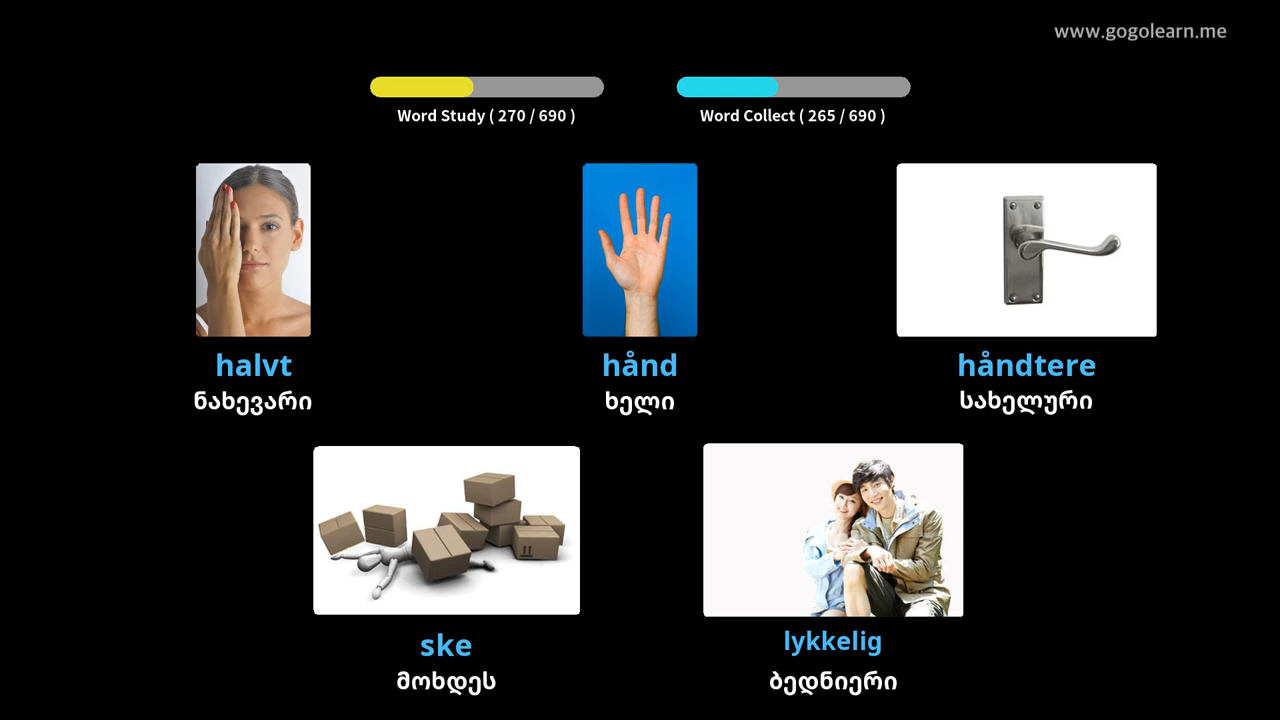 www.gogolearn.me
Word Study ( 270 / 690 )
Word Collect ( 265 / 690 )
halvt
ნახევარი
hånd
ხელი
håndtere
სახელური
ske
მოხდეს
lykkelig
ბედნიერი